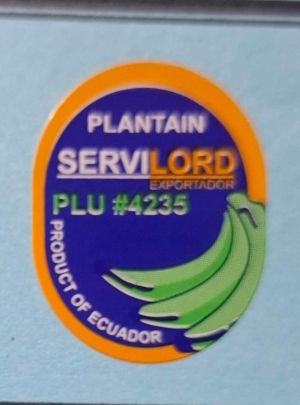 PLANTAIN
SERVILORD
EXPORTADOR
PLU #4235
PRODUCT OF ECUADOR